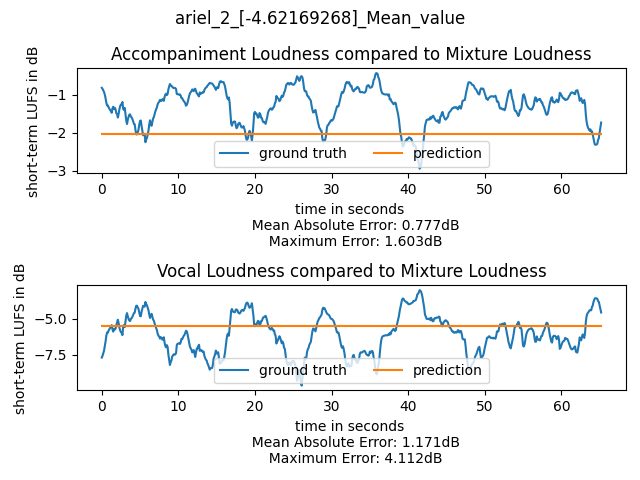 ariel_2_[-4.62169268]_Mean_value
Accompaniment Loudness compared to Mixture Loudness
short-term LUFS in dB
−1
−2
−3
ground truth
prediction
0 10 20 30 40 50 60
time in seconds
Mean Absolute Error: 0.777dB
Maximum Error: 1.603dB
Vocal Loudness compared to Mixture Loudness
short-term LUFS in dB
−5.0
−7.5
ground truth
prediction
0 10 20 30 40 50 60
time in seconds
Mean Absolute Error: 1.171dB
Maximum Error: 4.112dB